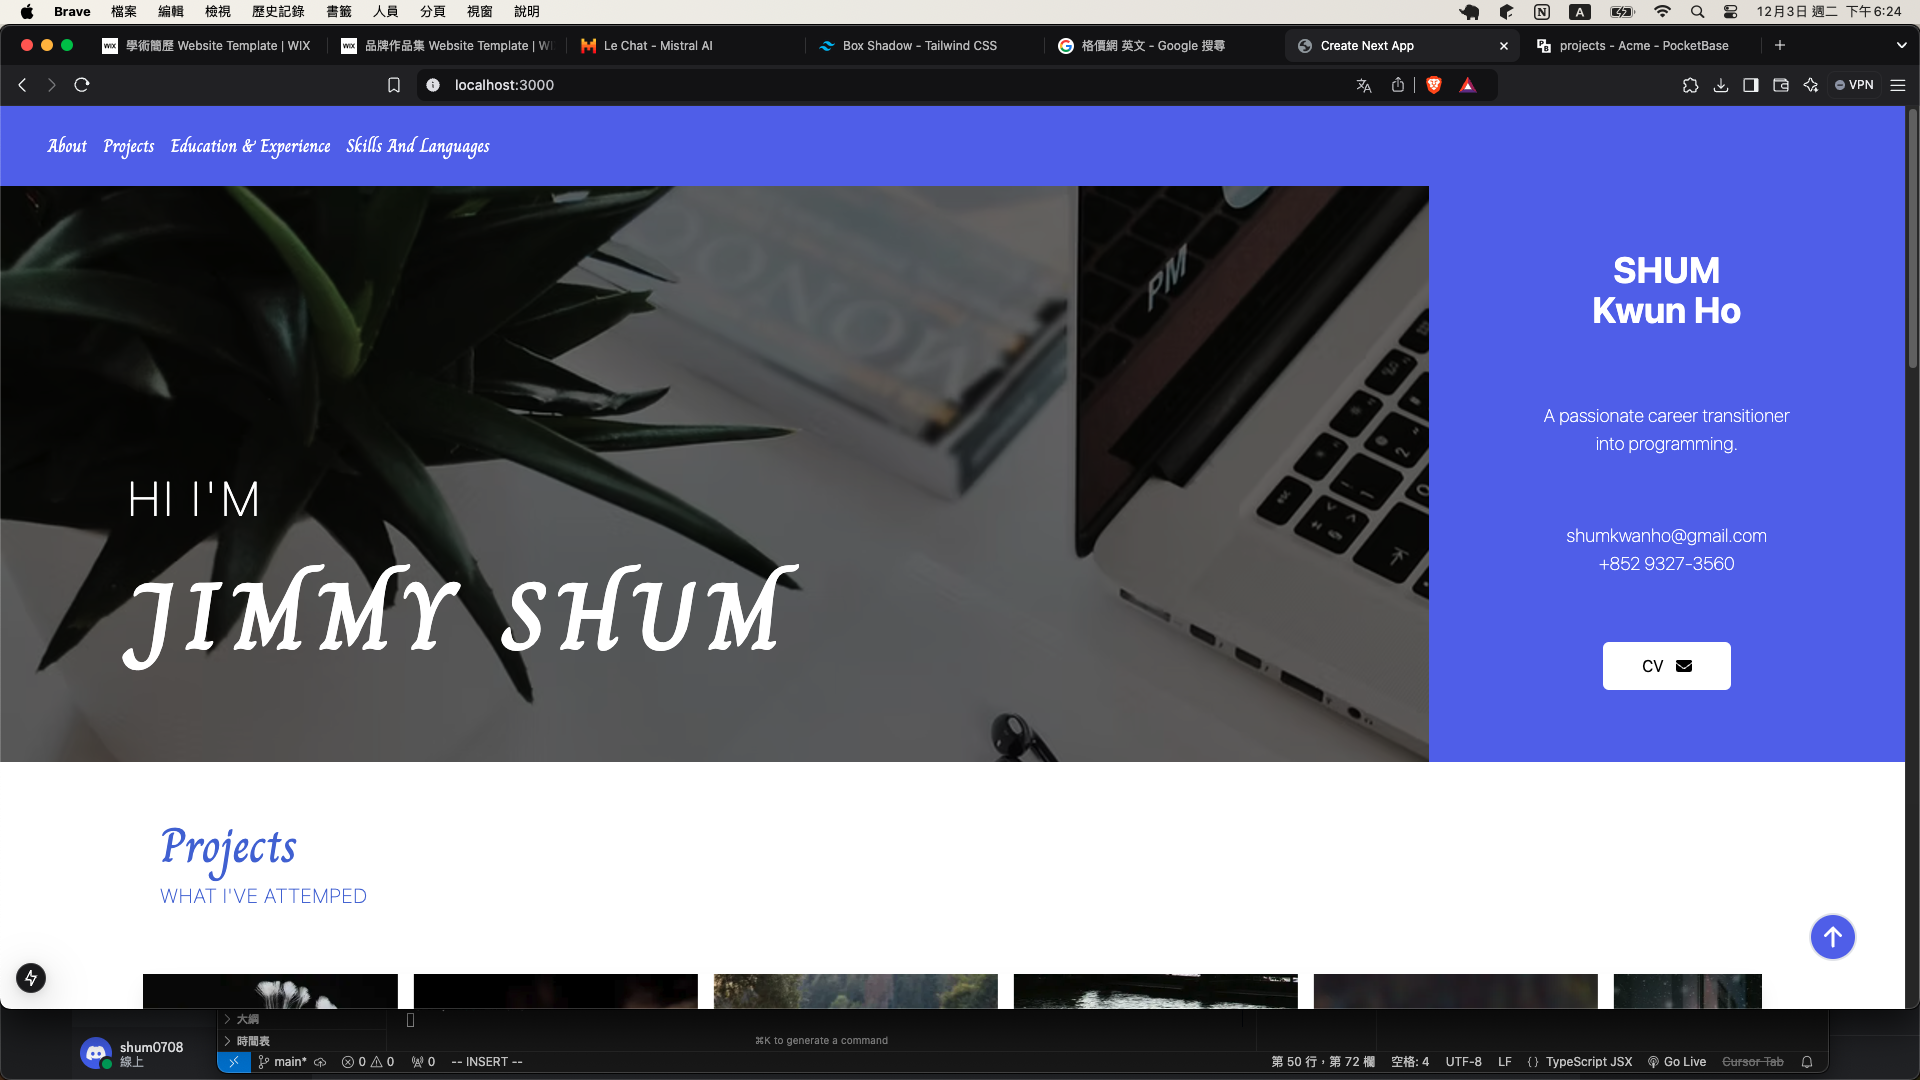 Brave 檔案 編輯 檢視 歷史記錄 書籤 人員 分頁 視窗 說明 N A 12月3日 週二 下午6:24
WIX 學術簡歷 Website Template | WIX
WIX 品牌作品集 Website Template | WI
Le Chat - Mistral AI
Box Shadow - Tailwind CSS
格價網 英文 - Google 搜尋
Create Next App
projects - Acme - PocketBase
localhost:3000
VPN
About Projects Education & Experience Skills And Languages
PM
HI I'M
JIMMY SHUM
SHUM
Kwun Ho
A passionate career transitioner
into programming.
shumkwanho@gmail.com
+852 9327-3560
CV
Projects
WHAT I'VE ATTEMPED
大綱
時間表
⌘K to generate a command
shum0708
線上
main* 0 0 0 -- INSERT -- 第 50 行，第 72 欄 空格: 4 UTF-8 LF { } TypeScript JSX Go Live Cursor Tab